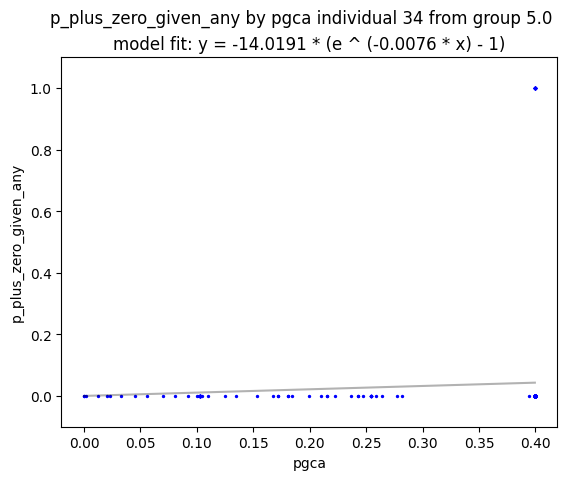 p_plus_zero_given_any by pgca individual 34 from group 5.0
model fit: y = -14.0191 * (e ^ (-0.0076 * x) - 1)
1.0
0.8
0.6
0.4
0.2
0.0
p_plus_zero_given_any
0.00 0.05 0.10 0.15 0.20 0.25 0.30 0.35 0.40
pgca